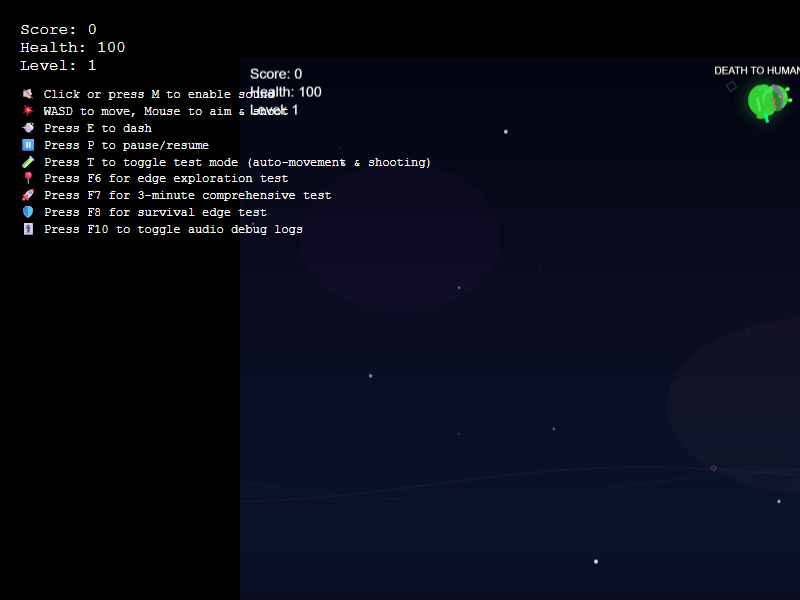 Score: 0
Health: 100
Level: 1
Click or press M to enable sound
WASD to move, Mouse to aim & shoot
Press E to dash
Press P to pause/resume
Press T to toggle test mode (auto-movement & shooting)
Press F6 for edge exploration test
Press F7 for 3-minute comprehensive test
Press F8 for survival edge test
Press F10 to toggle audio debug logs
Score: 0
Health: 100
Level: 1
DEATH TO HUMAN